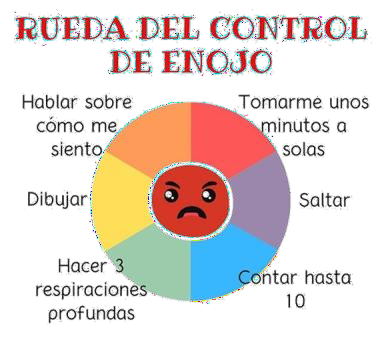 RUEDA DEL CONTROL
DE ENOJO
Hablar sobre
cómo me
siento
Tomarme unos
minutos a
solas
Dibujar
Saltar
Hacer 3
respiraciones
profundas
Contar hasta
10